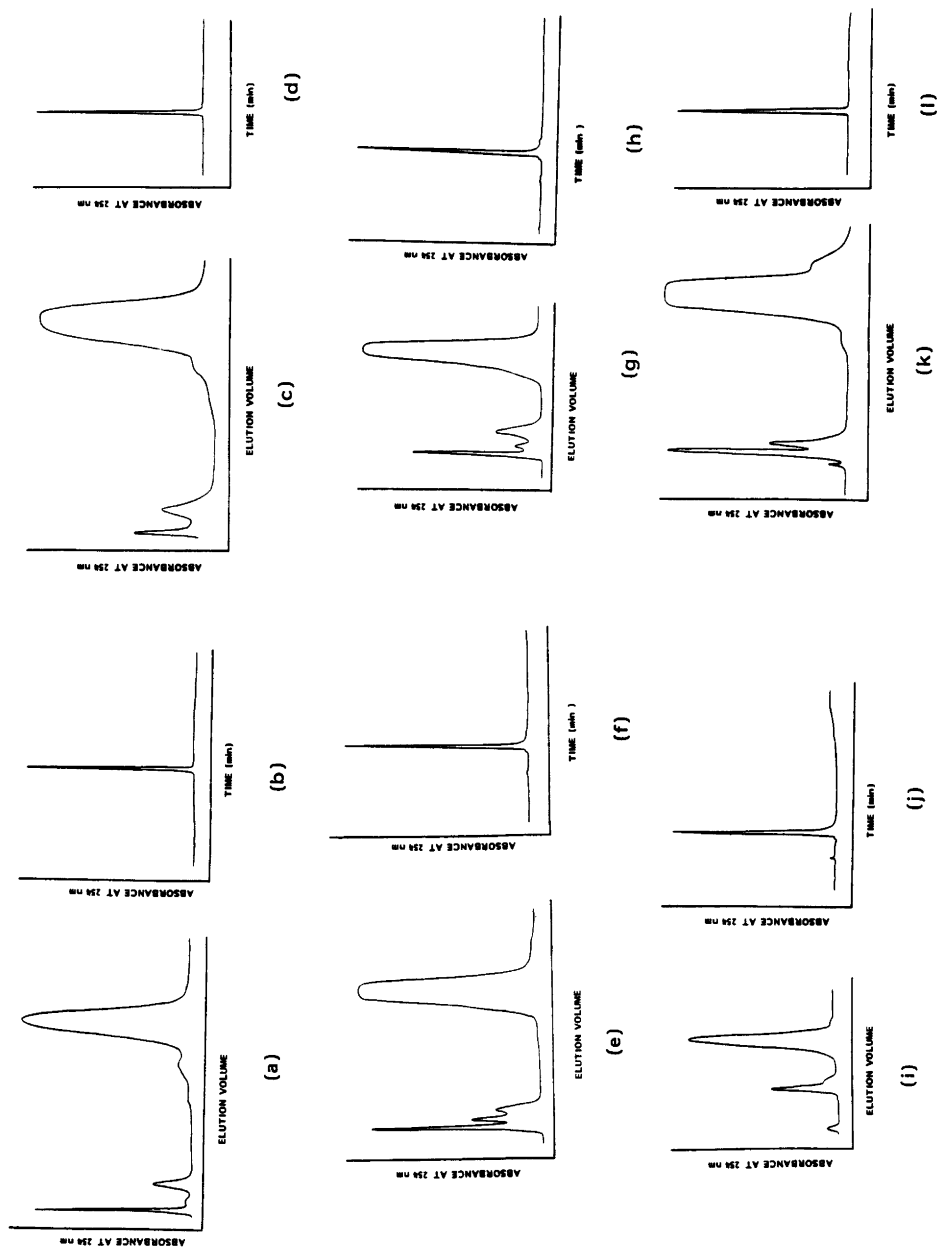 ABSORBANCE AT 254 nm
ELUTION VOLUME
(a)
ABSORBANCE AT 254 nm
TIME (min)
(b)
ABSORBANCE AT 254 nm
ELUTION VOLUME
(c)
ABSORBANCE AT 254 nm
TIME (min)
(d)
ABSORBANCE AT 254 nm
ELUTION VOLUME
(e)
ABSORBANCE AT 254 nm
TIME (min )
(f)
ABSORBANCE AT 254 nm
ELUTION VOLUME
(g)
ABSORBANCE AT 254 nm
TIME (min )
(h)
ABSORBANCE AT 254 nm
ELUTION VOLUME
(i)
ABSORBANCE AT 254 nm
TIME (min)
(j)
ABSORBANCE AT 254 nm
ELUTION VOLUME
(k)
ABSORBANCE AT 254 nm
TIME (min)
(l)